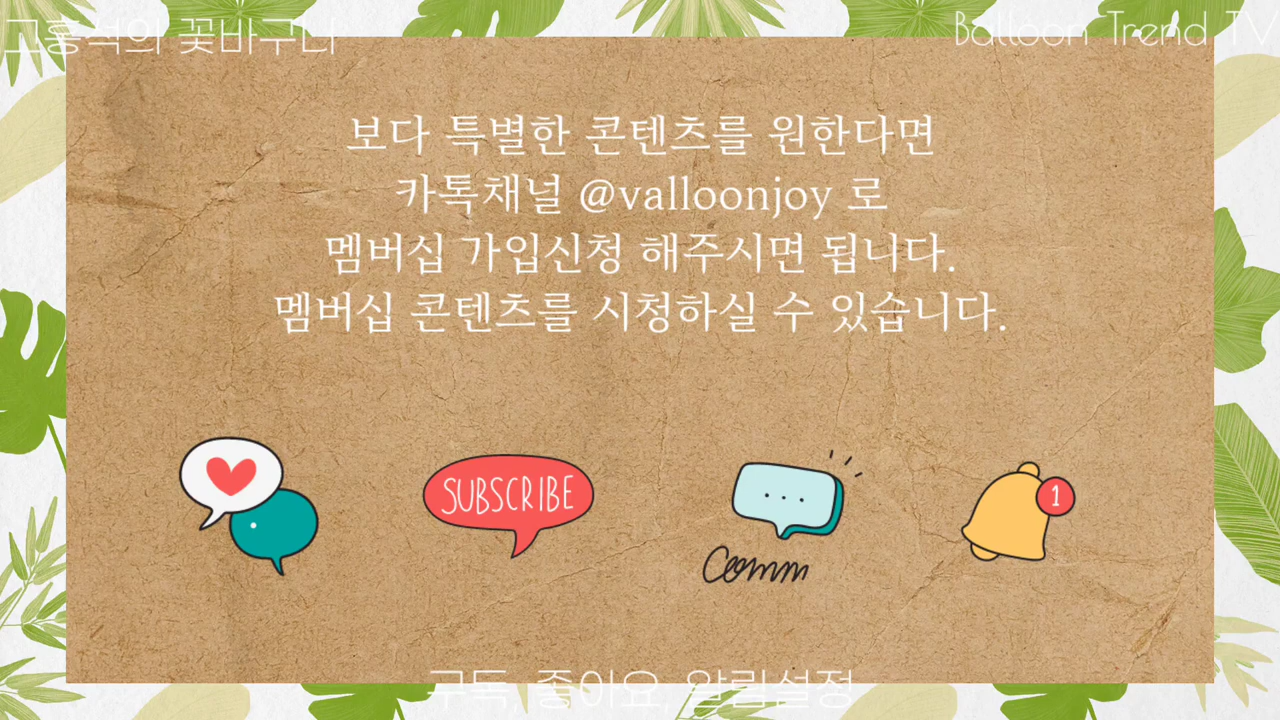 고홍석의 꽃바구니
Balloon Trend TV
보다 특별한 콘텐츠를 원한다면
카톡채널 @valloonjoy 로
멤버십 가입신청 해주시면 됩니다.
멤버십 콘텐츠를 시청하실 수 있습니다.
SUBSCRIBE
1
Comm
구독, 좋아요, 알림설정